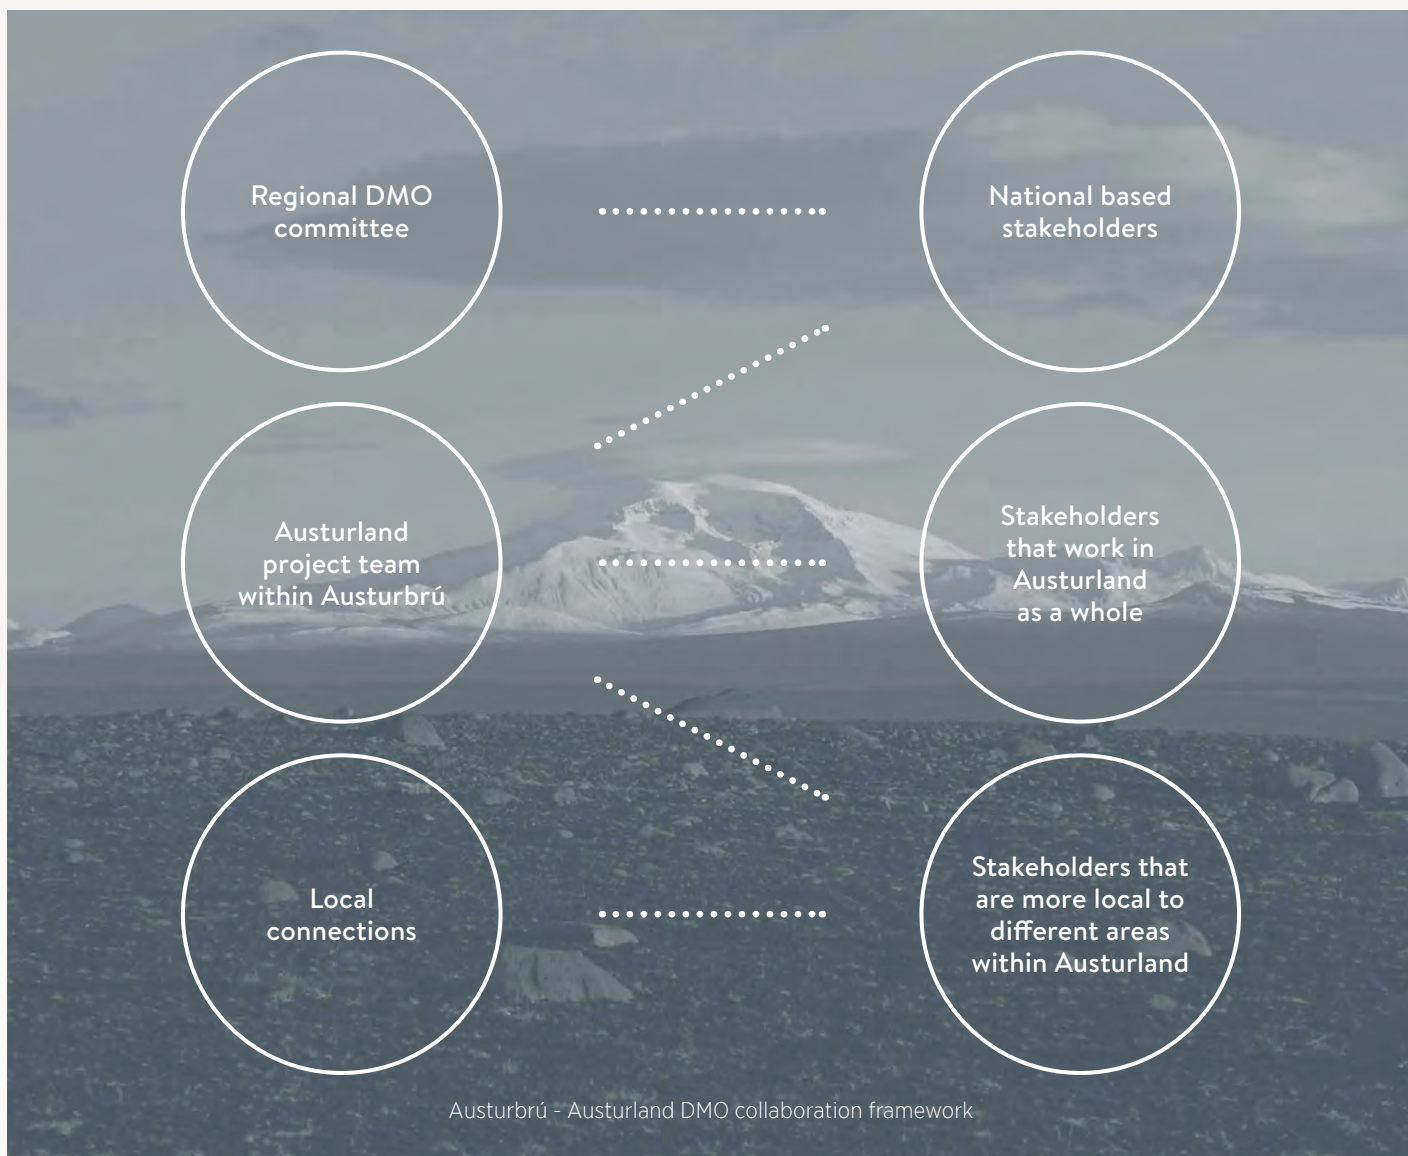 Regional DMO
committee
National based
stakeholders
Austurland
project team
within Austurbrú
Stakeholders
that work in
Austurland
as a whole
Local
connections
Stakeholders that
are more local to
different areas
within Austurland
Austurbrú - Austurland DMO collaboration framework